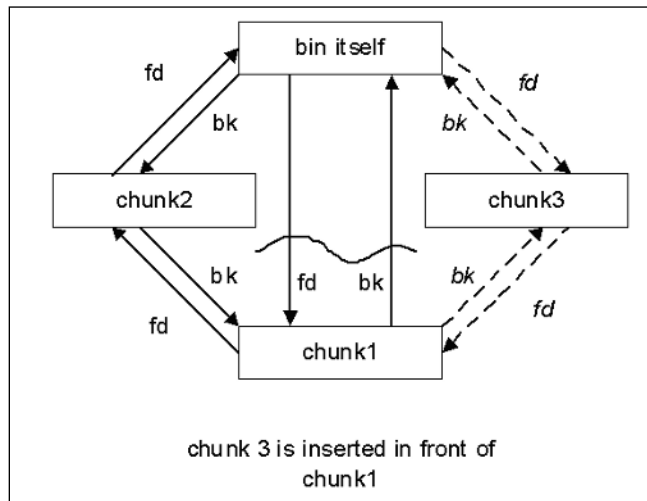 bin itself
fd
fd
bk
bk
chunk2
chunk3
bk
fd
bk
bk
fd
fd
chunk1
chunk 3 is inserted in front of
chunk1